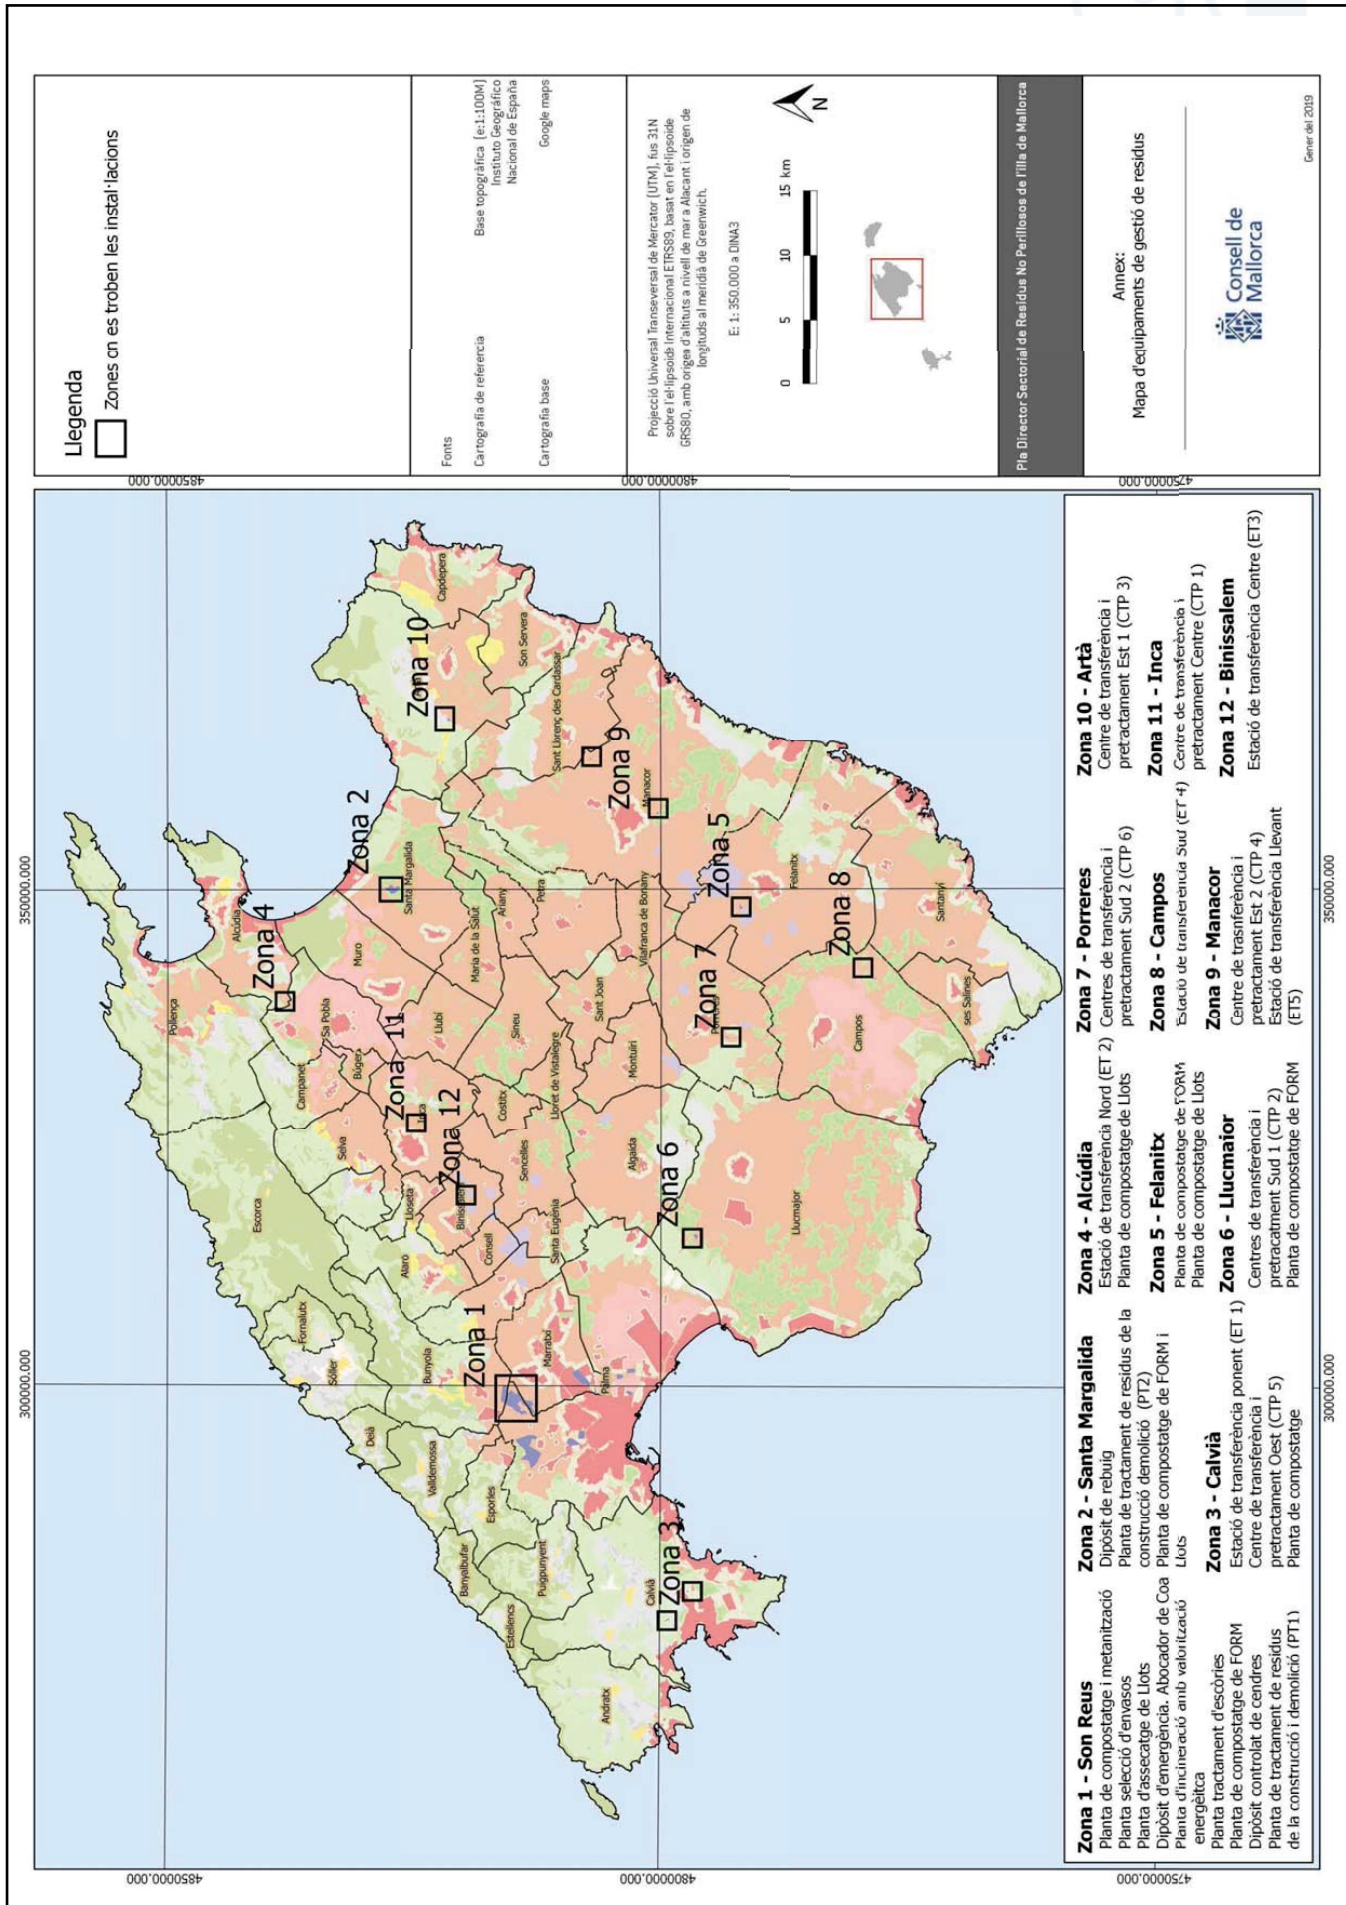 Llegenda
Zones on es troben les instal·lacions
Fonts
Cartografia de referencia
Base topogràfica (e:1:100M)
Instituto Geográfico
Nacional de España
Cartografia base
Google maps
Projecció Universal Transeversal de Mercator (UTM), fus 31N
sobre l'el·lipsoide Internacional ETRS89, basat en l'el·lipsoide
GRS80, amb origea d'altituts a nivell de mar a Alacant i origen de
longituds al meridià de Greenwich.
E: 1: 350.000 a DINA3
0 5 10 15 km
N
Pla Director Sectorial de Residus No Perillosos de l'illa de Mallorca
Annex:
Mapa d'equipaments de gestió de residus
Consell de
Mallorca
Gener del 2019
300000.000
350000.000
4850000.000
4800000.000
4750000.000
4850000.000
4800000.000
4750000.000
300000.000
350000.000
Pollença
Alcúdia
Zona 4
Escorca
Campanet
Sa Pobla
Búger
Muro
Zona 2
Santa Margalida
Fornalutx
Sóller
Selva
Zona 11
Llubí
Maria de la Salut
Ariany
Petra
Zona 10
Capdepera
Son Servera
Sant Llorenç des Cardassar
Deià
Bunyola
Alaró
Lloseta
Zona 12
Consell
Sencelles
Costitx
Sineu
Lloret de Vistalegre
Sant Joan
Vilafranca de Bonany
Zona 9
Manacor
Valldemossa
Esporles
Banyalbufar
Puigpunyent
Estellencs
Zona 1
Marratxí
Santa Eugènia
Palma
Algaida
Montuïri
Zona 6
Zona 7
Zona 5
Felanitx
Zona 8
Calvià
Zona 3
Andratx
Llucmajor
Campos
Santanyí
ses Salines
Zona 1 - Son Reus
Planta de compostatge i metanització
Planta selecció d'envasos
Planta d'assecatge de Llots
Dipòsit d'emergència. Abocador de Coa
Planta d'incineració amb valorització
energèitca
Planta tractament d'escòries
Planta de compostatge de FORM
Dipòsit controlat de cendres
Planta de tractament de residus
de la construcció i demolició (PT1)
Zona 2 - Santa Margalida
Dipòsit de rebuig
Planta de tractament de residus de la
construcció demolició (PT2)
Planta de compostatge de FORM i
Llots
Zona 3 - Calvià
Estació de transferència ponent (ET 1)
Centre de transferència i
pretractament Oest (CTP 5)
Planta de compostatge
Zona 4 - Alcúdia
Estació de transferència Nord (ET 2)
Planta de compostatge de Llots
Zona 5 - Felanitx
Planta de compostatge de FORM
Planta de compostatge de Llots
Zona 6 - Llucmaior
Centres de transferència i
pretracatment Sud 1 (CTP 2)
Planta de compostatge de FORM
Zona 7 - Porreres
Centres de transferència i
pretractament Sud 2 (CTP 6)
Zona 8 - Campos
Estació de transferència Sud (ET 4)
Zona 9 - Manacor
Centre de trasnferència i
pretractament Est 2 (CTP 4)
Estació de transferència Llevant
(ET5)
Zona 10 - Artà
Centre de transferència i
pretractament Est 1 (CTP 3)
Zona 11 - Inca
Centre de transferència i
pretractament Centre (CTP 1)
Zona 12 - Binissalem
Estació de transferència Centre (ET3)